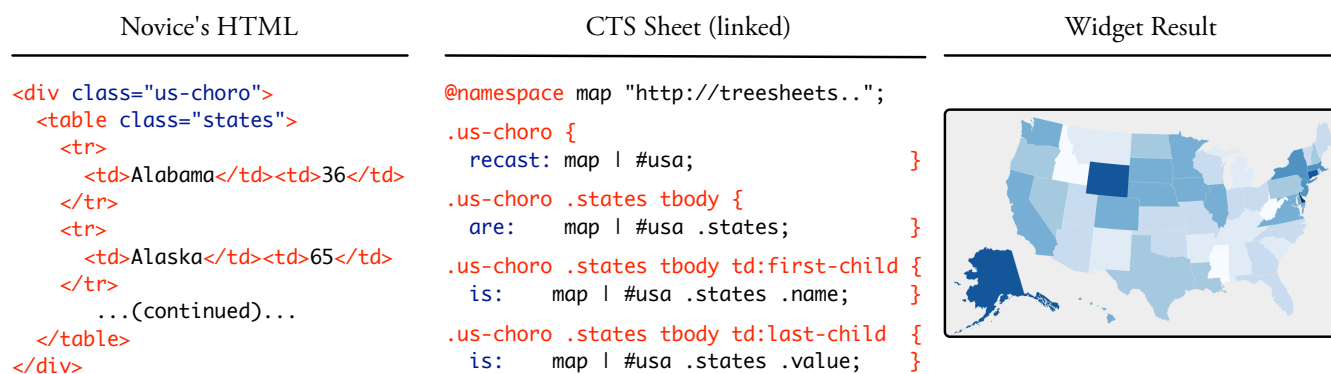 Novice's HTML
<div class="us-choro">
<table class="states">
<tr>
<td>Alabama</td><td>36</td>
</tr>
<tr>
<td>Alaska</td><td>65</td>
</tr>
...(continued)...
</table>
</div>
CTS Sheet (linked)
@namespace map "http://treesheets..";
.us-choro {
recast: map | #usa; }
.us-choro .states tbody {
are: map | #usa .states; }
.us-choro .states tbody td:first-child {
is: map | #usa .states .name; }
.us-choro .states tbody td:last-child {
is: map | #usa .states .value; }
Widget Result